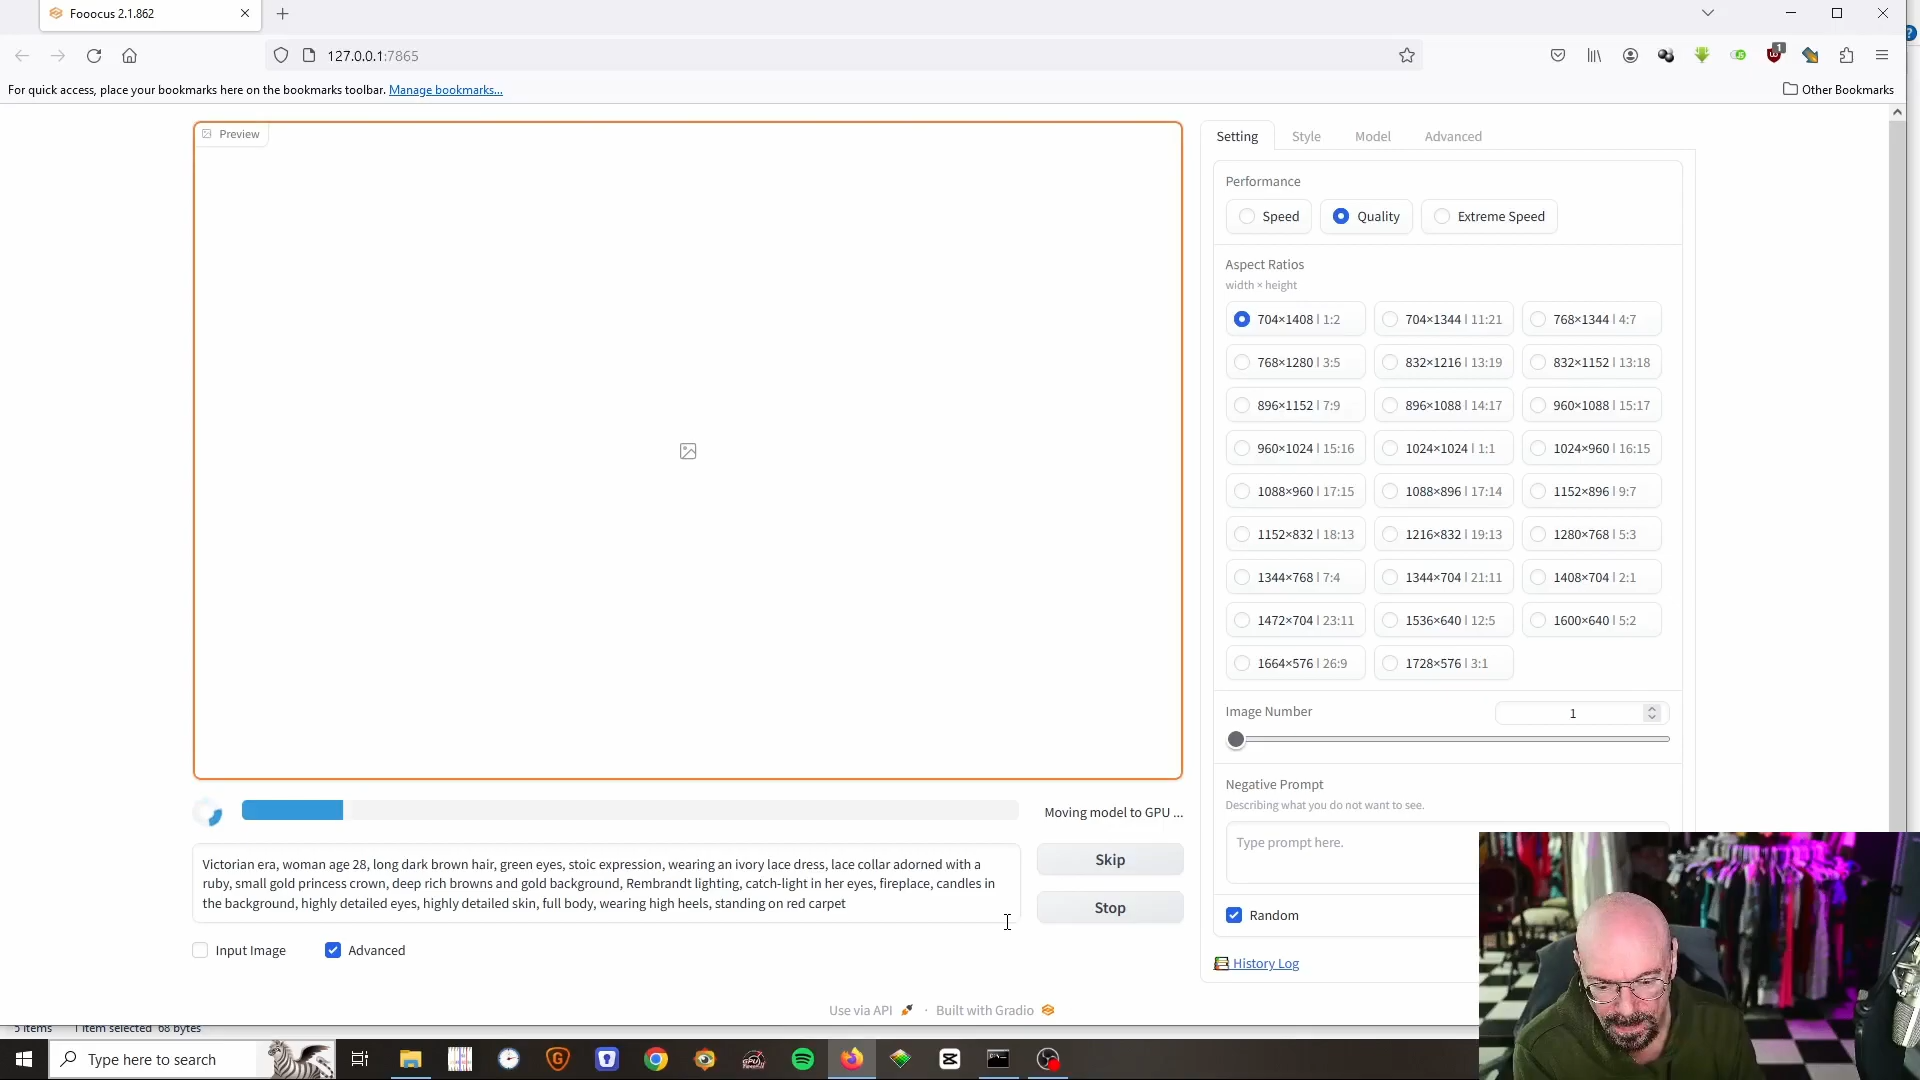 Fooocus 2.1.862
127.0.0.1:7865
1
For quick access, place your bookmarks here on the bookmarks toolbar. Manage bookmarks...
Other Bookmarks
Preview
Setting Style Model Advanced
Performance
Speed Quality Extreme Speed
Aspect Ratios
width × height
704×1408 | 1:2 704×1344 | 11:21 768×1344 | 4:7
768×1280 | 3:5 832×1216 | 13:19 832×1152 | 13:18
896×1152 | 7:9 896×1088 | 14:17 960×1088 | 15:17
960×1024 | 15:16 1024×1024 | 1:1 1024×960 | 16:15
1088×960 | 17:15 1088×896 | 17:14 1152×896 | 9:7
1152×832 | 18:13 1216×832 | 19:13 1280×768 | 5:3
1344×768 | 7:4 1344×704 | 21:11 1408×704 | 2:1
1472×704 | 23:11 1536×640 | 12:5 1600×640 | 5:2
1664×576 | 26:9 1728×576 | 3:1
Image Number 1
Negative Prompt
Describing what you do not want to see.
Type prompt here.
Random
History Log
Moving model to GPU ...
Victorian era, woman age 28, long dark brown hair, green eyes, stoic expression, wearing an ivory lace dress, lace collar adorned with a
ruby, small gold princess crown, deep rich browns and gold background, Rembrandt lighting, catch-light in her eyes, fireplace, candles in
the background, highly detailed eyes, highly detailed skin, full body, wearing high heels, standing on red carpet
Skip
Stop
Input Image Advanced
Use via API · Built with Gradio
5 items 1 item selected 68 bytes
Type here to search